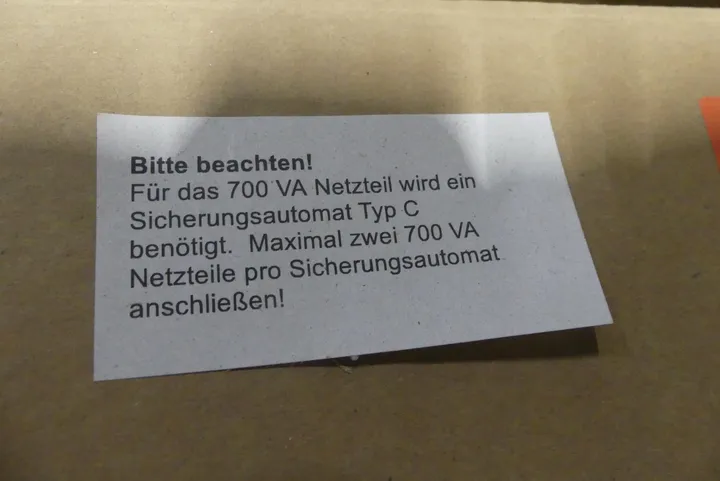 Bitte beachten!
Für das 700 VA Netzteil wird ein
Sicherungsautomat Typ C
benötigt. Maximal zwei 700 VA
Netzteile pro Sicherungsautomat
anschließen!